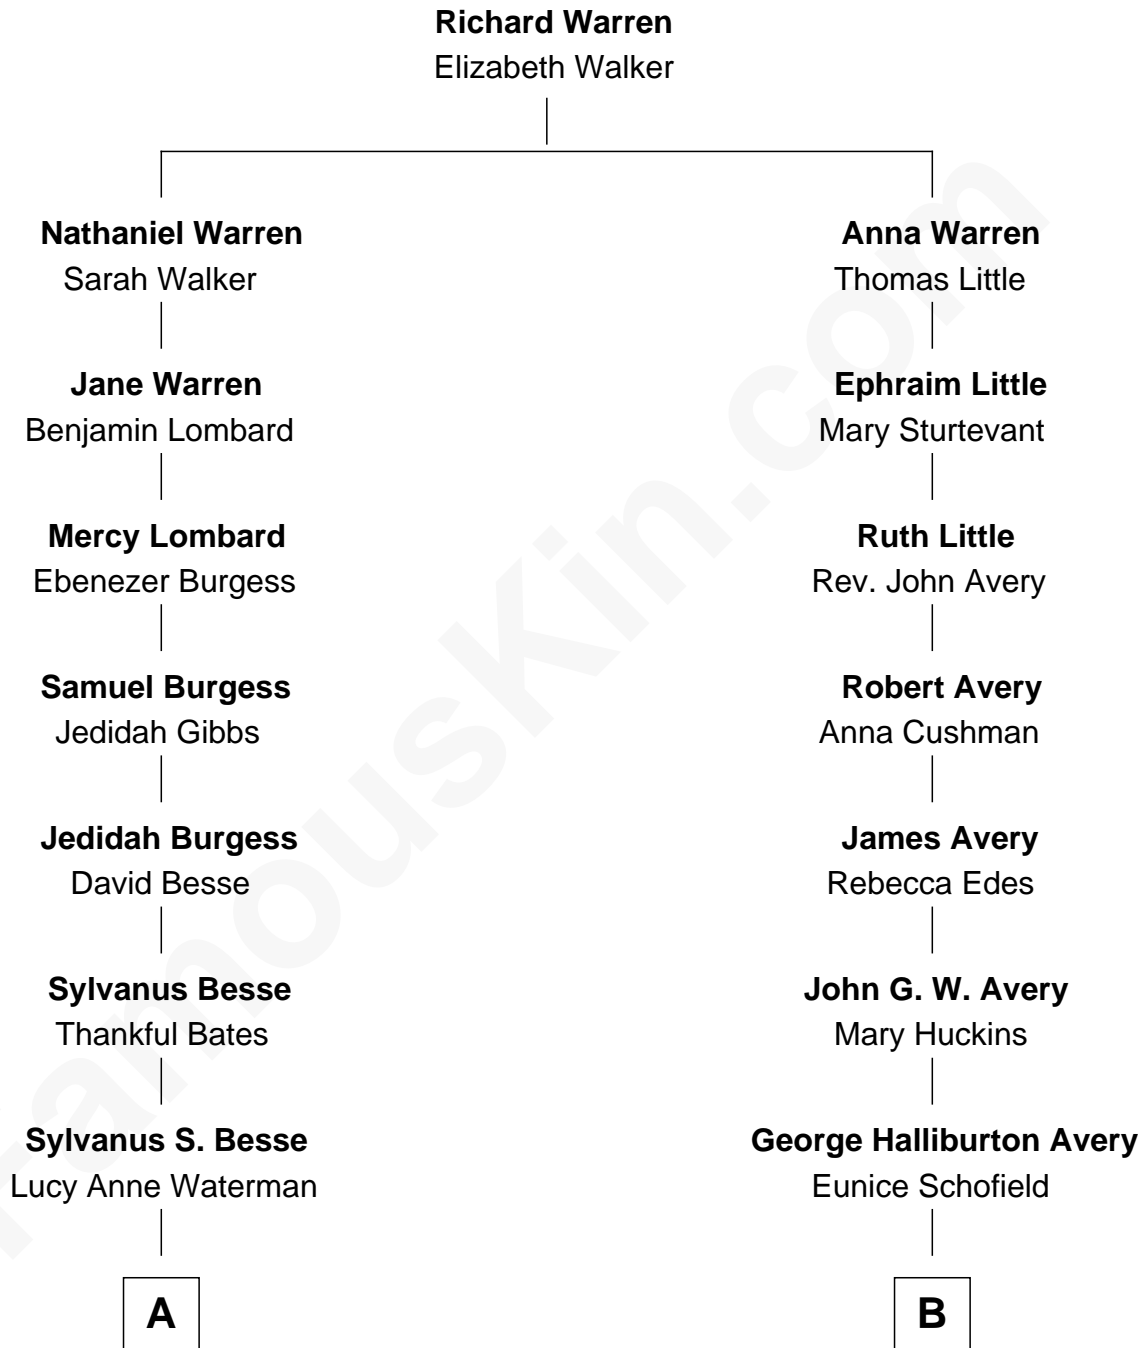 Richard Warren
Elizabeth Walker
Nathaniel Warren
Sarah Walker
Anna Warren
Thomas Little
Jane Warren
Benjamin Lombard
Ephraim Little
Mary Sturtevant
Mercy Lombard
Ebenezer Burgess
Ruth Little
Rev. John Avery
Samuel Burgess
Jedidah Gibbs
Robert Avery
Anna Cushman
Jedidah Burgess
David Besse
James Avery
Rebecca Edes
Sylvanus Besse
Thankful Bates
John G. W. Avery
Mary Huckins
Sylvanus S. Besse
Lucy Anne Waterman
George Halliburton Avery
Eunice Schofield
A
B
FamousKin.com